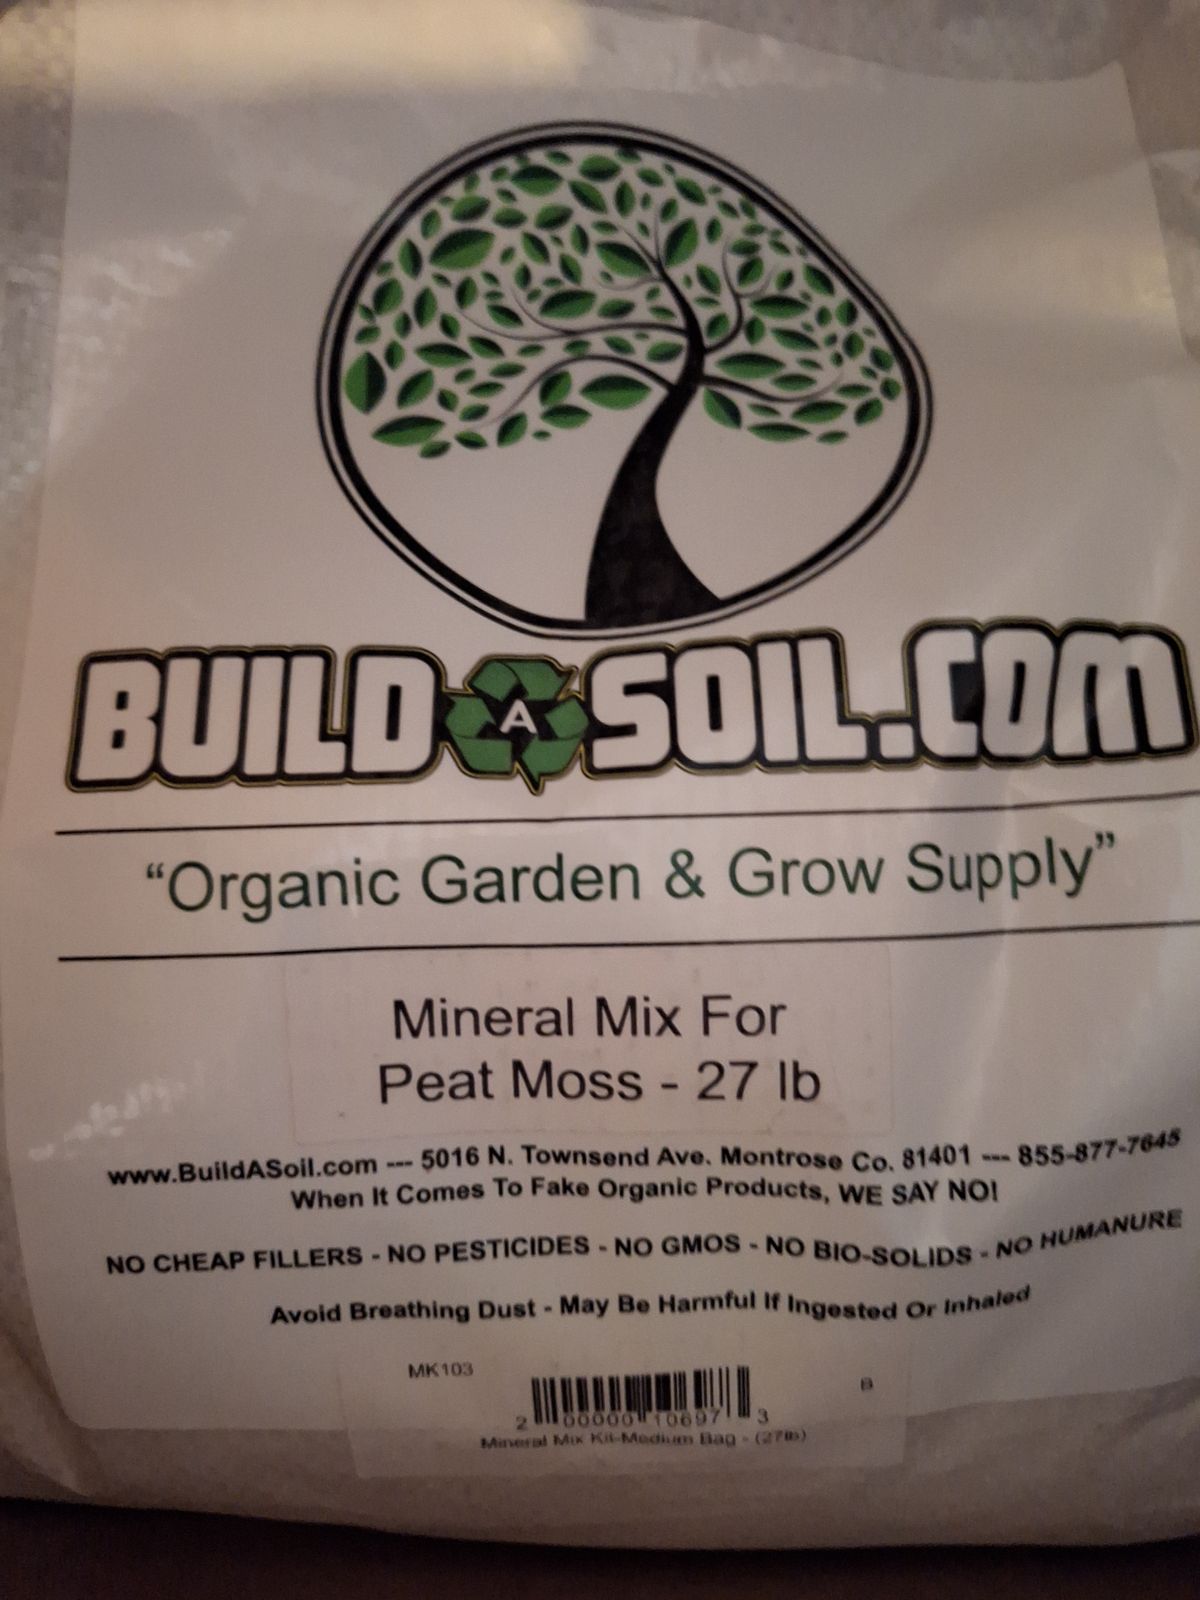 BUILD A SOIL.COM
“Organic Garden & Grow Supply”
Mineral Mix For
Peat Moss - 27 lb
www.BuildASoil.com --- 5016 N. Townsend Ave. Montrose Co. 81401 --- 855-877-7645
When It Comes To Fake Organic Products, WE SAY NO!
NO CHEAP FILLERS - NO PESTICIDES - NO GMOS - NO BIO-SOLIDS - NO HUMANURE
Avoid Breathing Dust - May Be Harmful If Ingested Or Inhaled
MK103
B
2 00000 10697 3
Mineral Mix Kit-Medium Bag - (27lb)